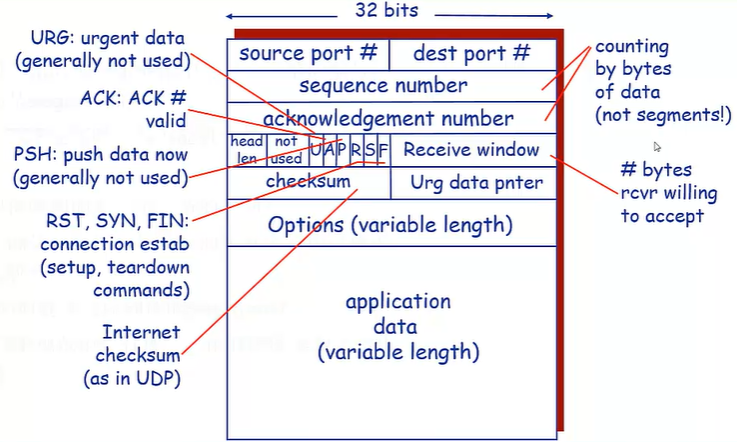 32 bits
URG: urgent data
(generally not used)
ACK: ACK #
valid
PSH: push data now
(generally not used)
RST, SYN, FIN:
connection estab
(setup, teardown
commands)
Internet
checksum
(as in UDP)
source port #
dest port #
sequence number
acknowledgement number
head
len
not
used
U
A
P
R
S
F
Receive window
checksum
Urg data pnter
Options (variable length)
application
data
(variable length)
counting
by bytes
of data
(not segments!)
# bytes
rcvr willing
to accept